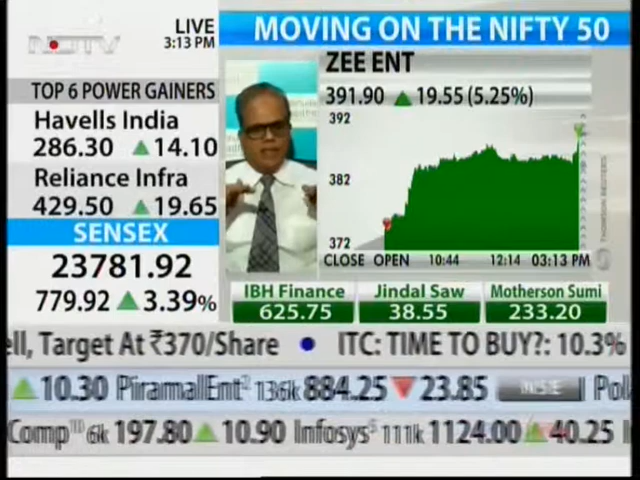 NDTV
LIVE
3:13 PM
MOVING ON THE NIFTY 50
TOP 6 POWER GAINERS
Havells India
286.30 ▲ 14.10
Reliance Infra
429.50 ▲ 19.65
SENSEX
23781.92
779.92 ▲ 3.39%
ZEE ENT
391.90 ▲ 19.55 (5.25%)
392
382
372
CLOSE OPEN 10:44 12:14 03:13 PM
THOMSON REUTERS
IBH Finance
625.75
Jindal Saw
38.55
Motherson Sumi
233.20
ell, Target At ₹370/Share ● ITC: TIME TO BUY?: 10.3%
▲ 10.30 PiramalEnt 136k 884.25 ▼ 23.85 NSE Pol
Comp 6k 197.80 ▲ 10.90 Infosys 111k 1124.00 ▲ 40.25 I